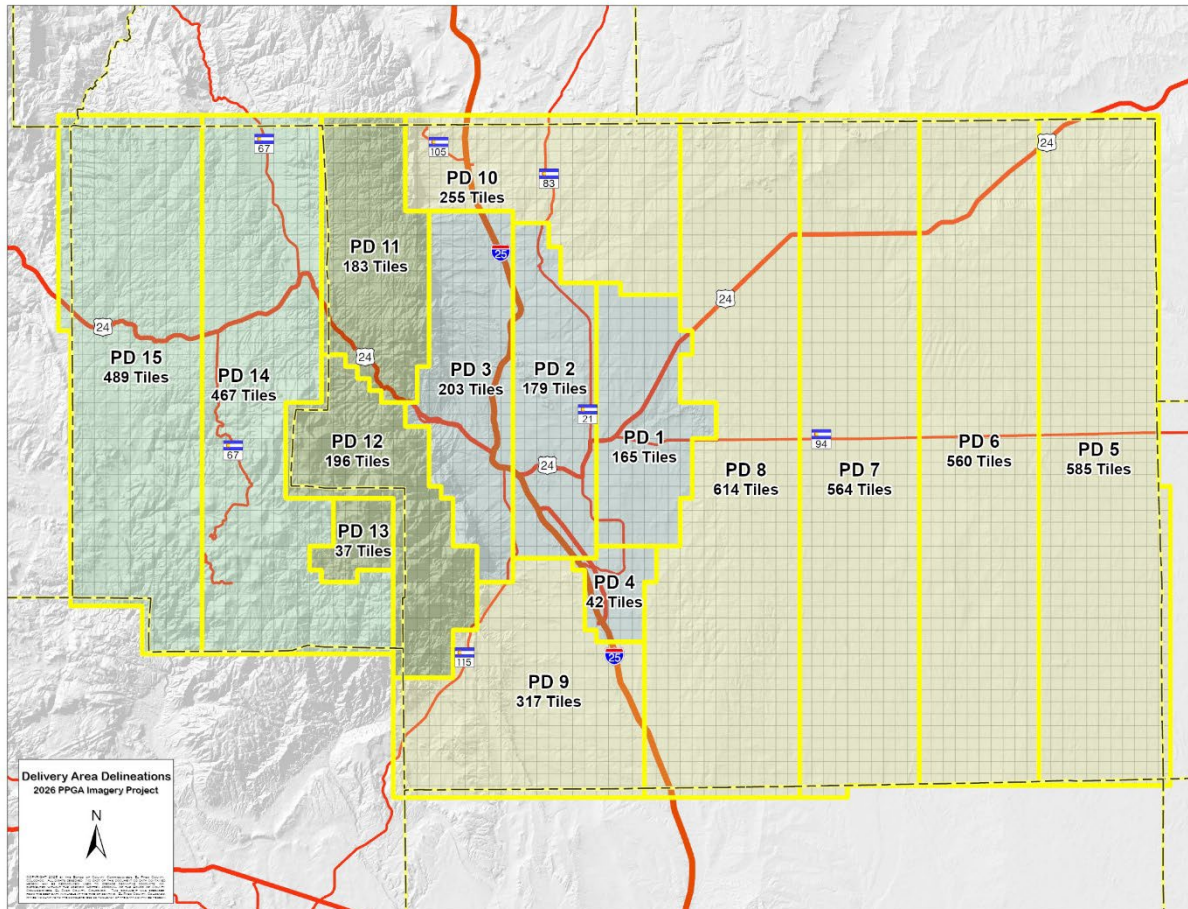 67
105
83
24
PD 10
255 Tiles
PD 11
183 Tiles
25
24
24
24
PD 15
489 Tiles
PD 14
467 Tiles
PD 3
203 Tiles
PD 2
179 Tiles
21
PD 12
196 Tiles
67
PD 1
165 Tiles
94
24
PD 8
614 Tiles
PD 7
564 Tiles
PD 6
560 Tiles
PD 5
585 Tiles
PD 13
37 Tiles
PD 4
42 Tiles
115
25
PD 9
317 Tiles
Delivery Area Delineations
2026 PPGA Imagery Project
N